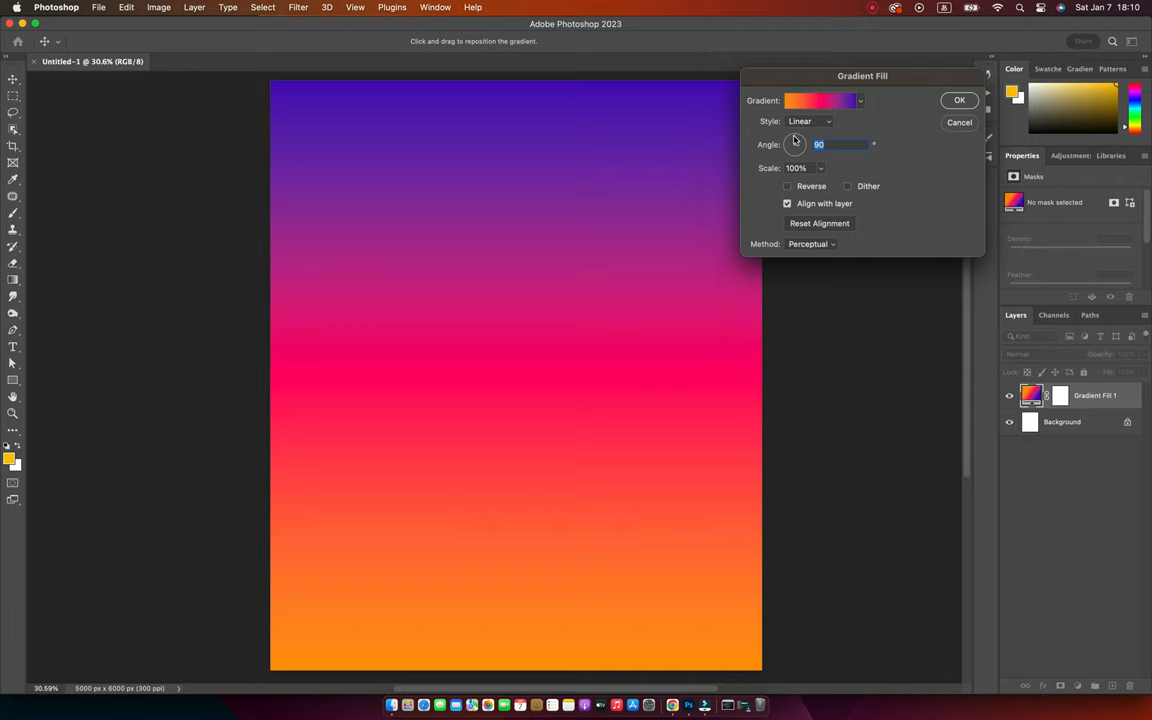 Photoshop File Edit Image Layer Type Select Filter 3D View Plugins Window Help あ Sat Jan 7 18:10
Adobe Photoshop 2023
Click and drag to reposition the gradient. Share
Untitled-1 @ 30.6% (RGB/8)
Gradient Fill
Gradient: OK
Style: Linear Cancel
Angle: 90 °
Scale: 100%
Reverse Dither
Align with layer
Reset Alignment
Method: Perceptual
Color Swatche Gradien Patterns
Properties Adjustment: Libraries
Masks
No mask selected
Density:
Feather:
Layers Channels Paths
Kind
Normal Opacity: 100%
Lock: Fill: 100%
Gradient Fill 1
Background
30.59% 5000 px x 6000 px (300 ppi)